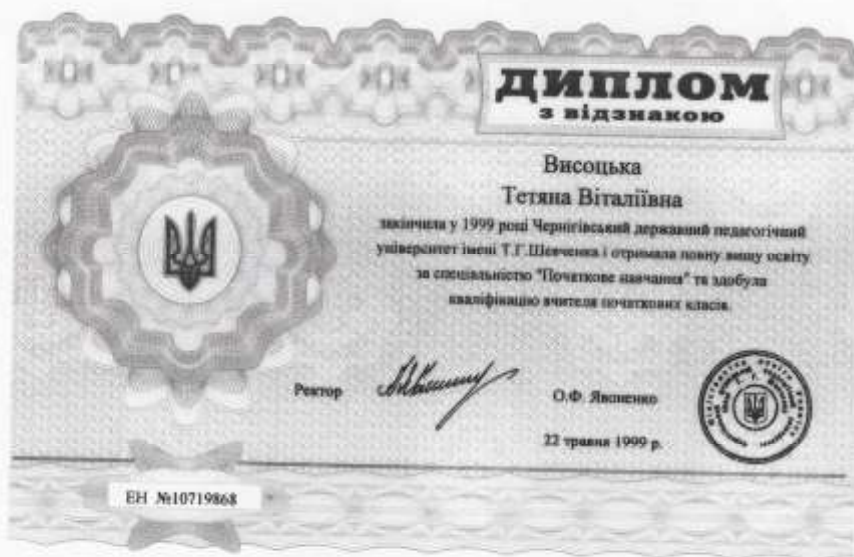 ДИПЛОМ
з відзнакою
Висоцька
Тетяна Віталіївна
закінчила у 1999 році Чернігівський державний педагогічний
університет імені Т.Г.Шевченка і отримала повну вищу освіту
за спеціальністю "Початкове навчання" та здобула
кваліфікацію вчителя початкових класів.
Ректор
О.Ф. Явоненко
22 травня 1999 р.
ЕН №10719868